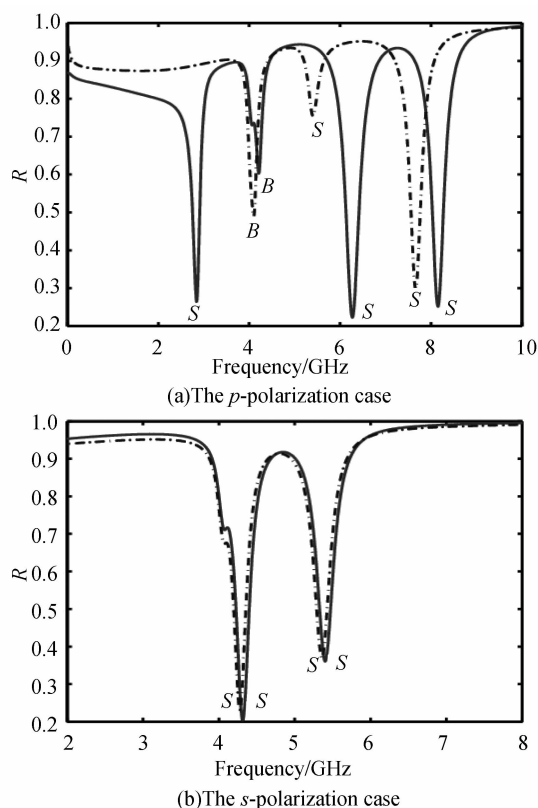 1.0
0.9
0.8
0.7
0.6
0.5
0.4
0.3
0.2
R
S
B
B
S
S
S
S
0 2 4 6 8 10
Frequency/GHz
(a)The p-polarization case
1.0
0.9
0.8
0.7
0.6
0.5
0.4
0.3
0.2
R
S S
S S
2 3 4 5 6 7 8
Frequency/GHz
(b)The s-polarization case